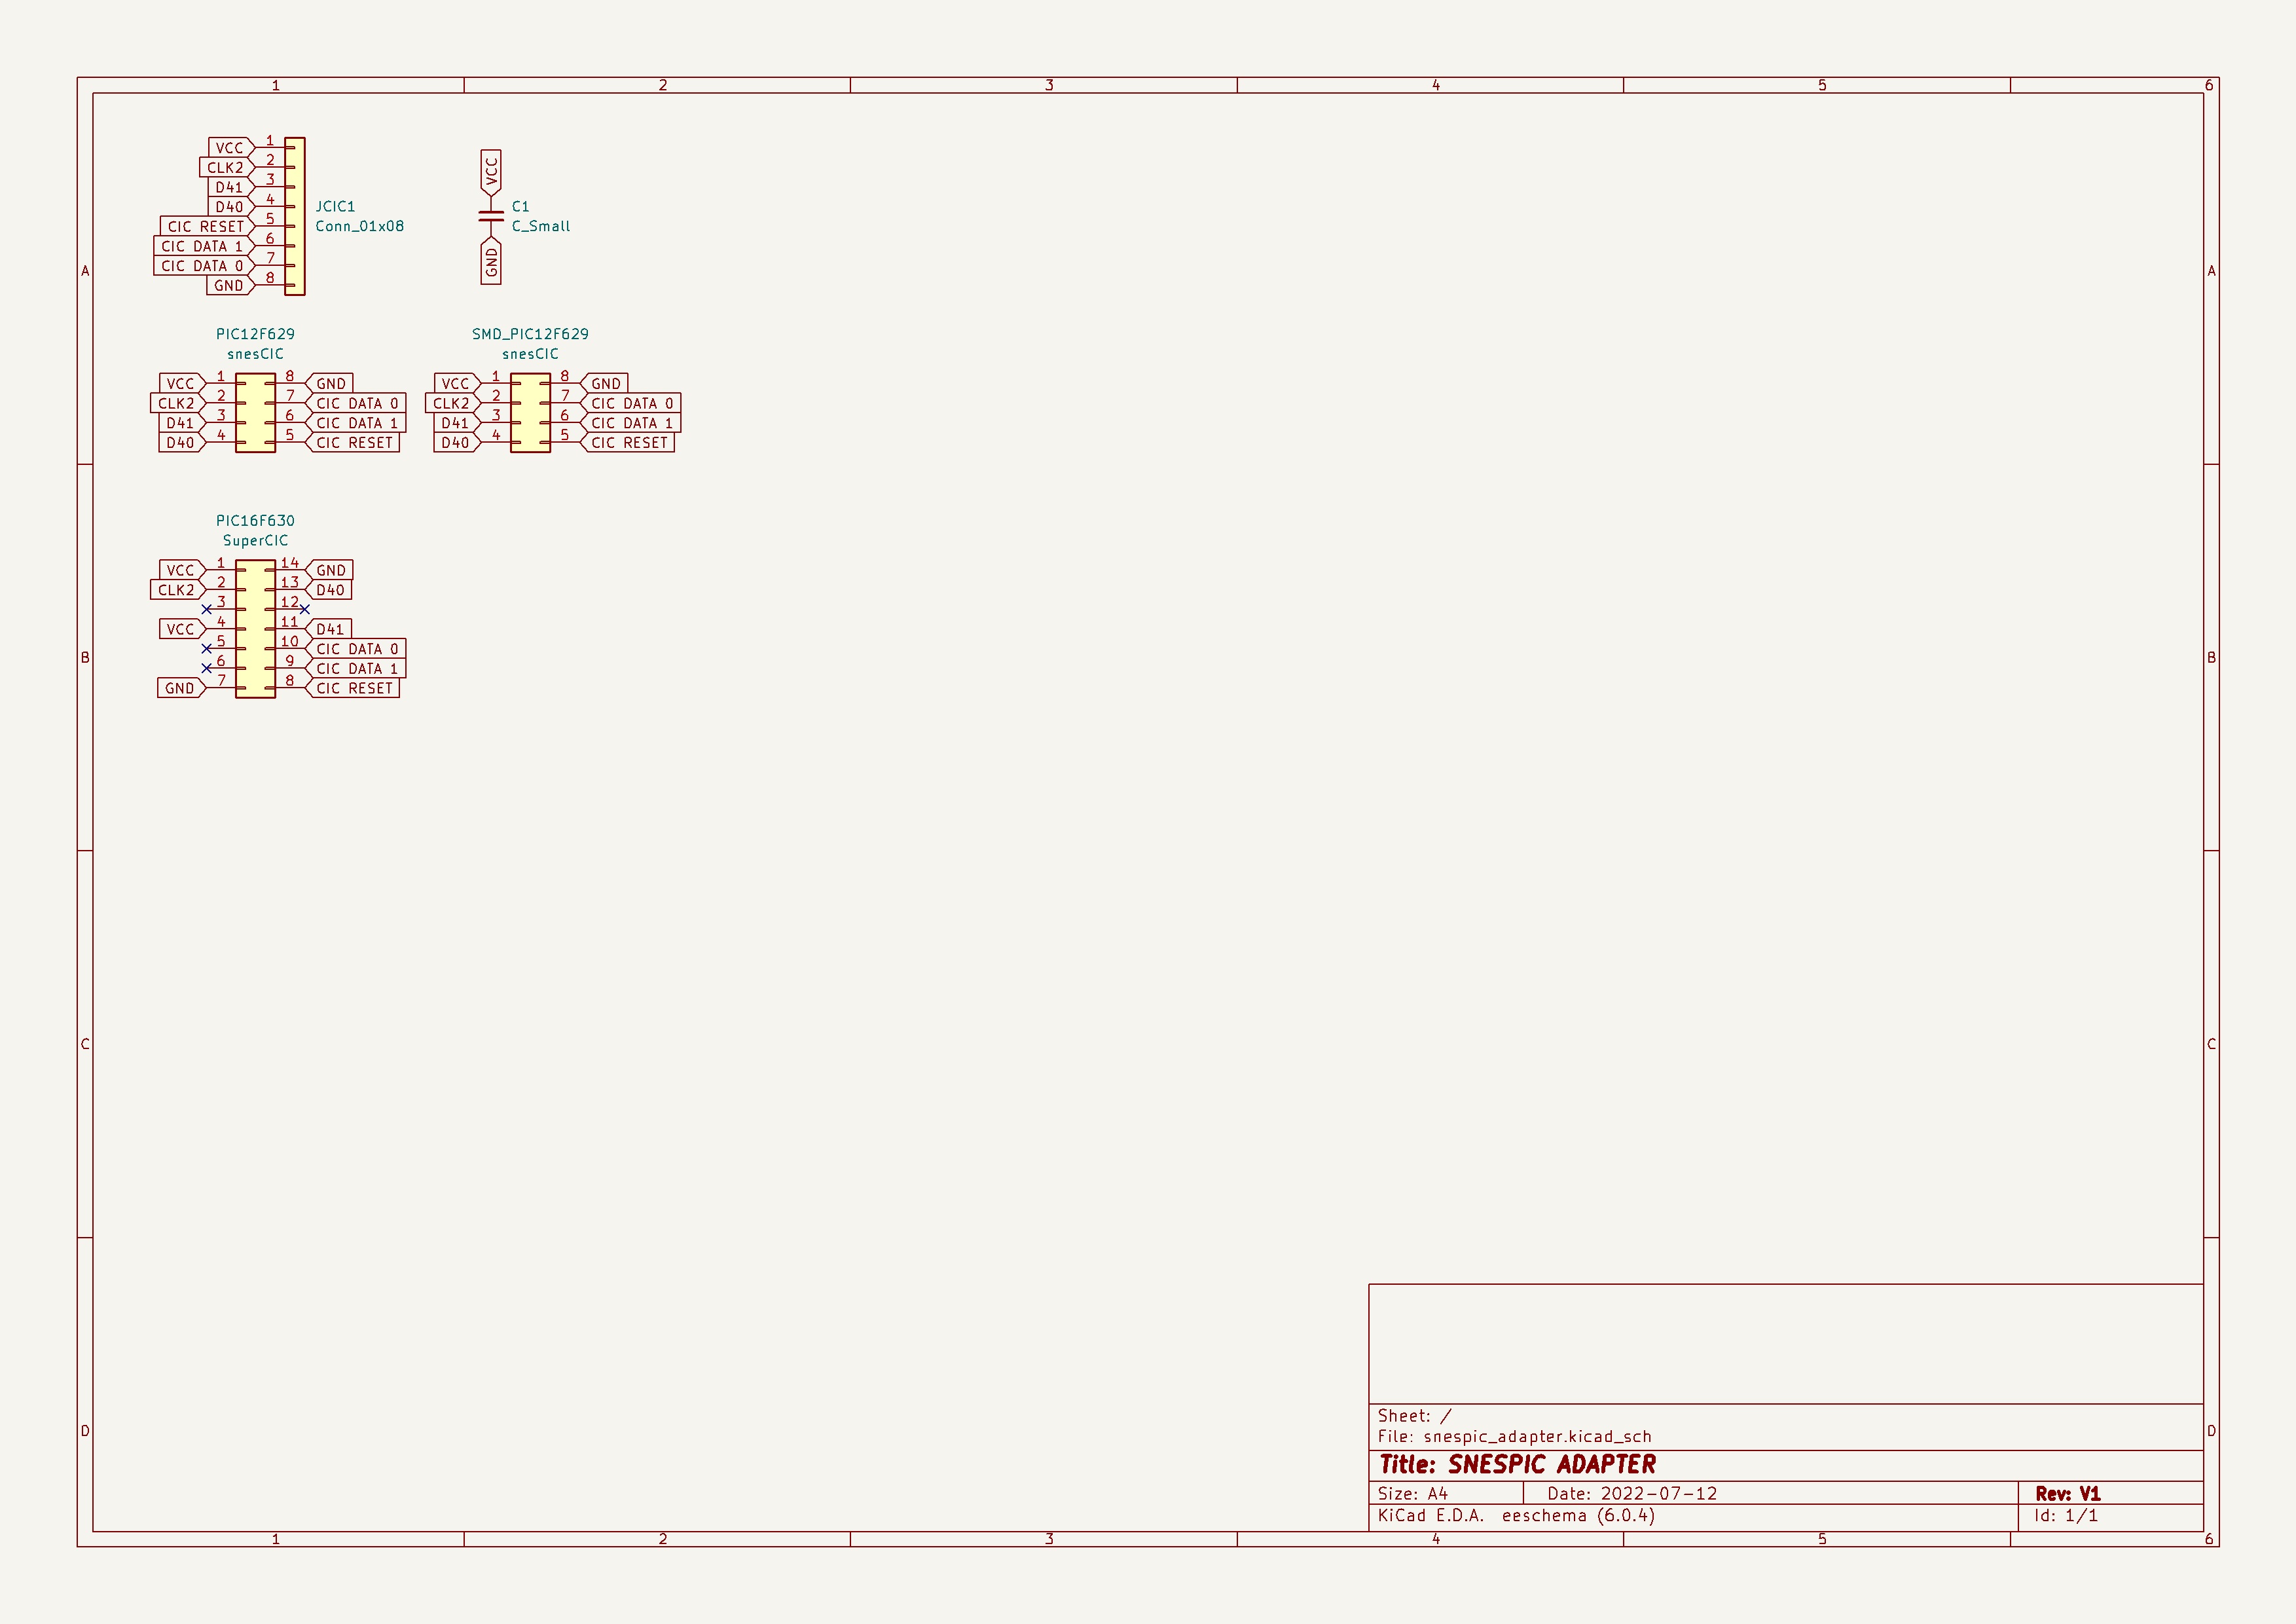 1 2 3 4 5 6
A A
B B
C C
D D
VCC 1
CLK2 2
D41 3
D40 4
CIC RESET 5
CIC DATA 1 6
CIC DATA 0 7
GND 8
JCIC1
Conn_01x08
VCC
C1
C_Small
GND
PIC12F629
snesCIC
VCC 1 8 GND
CLK2 2 7 CIC DATA 0
D41 3 6 CIC DATA 1
D40 4 5 CIC RESET
SMD_PIC12F629
snesCIC
VCC 1 8 GND
CLK2 2 7 CIC DATA 0
D41 3 6 CIC DATA 1
D40 4 5 CIC RESET
PIC16F630
SuperCIC
VCC 1 14 GND
CLK2 2 13 D40
3 12
VCC 4 11 D41
5 10 CIC DATA 0
6 9 CIC DATA 1
GND 7 8 CIC RESET
Sheet: /
File: snespic_adapter.kicad_sch
Title: SNESPIC ADAPTER
Size: A4 Date: 2022-07-12 Rev: V1
KiCad E.D.A. eeschema (6.0.4) Id: 1/1
1 2 3 4 5 6